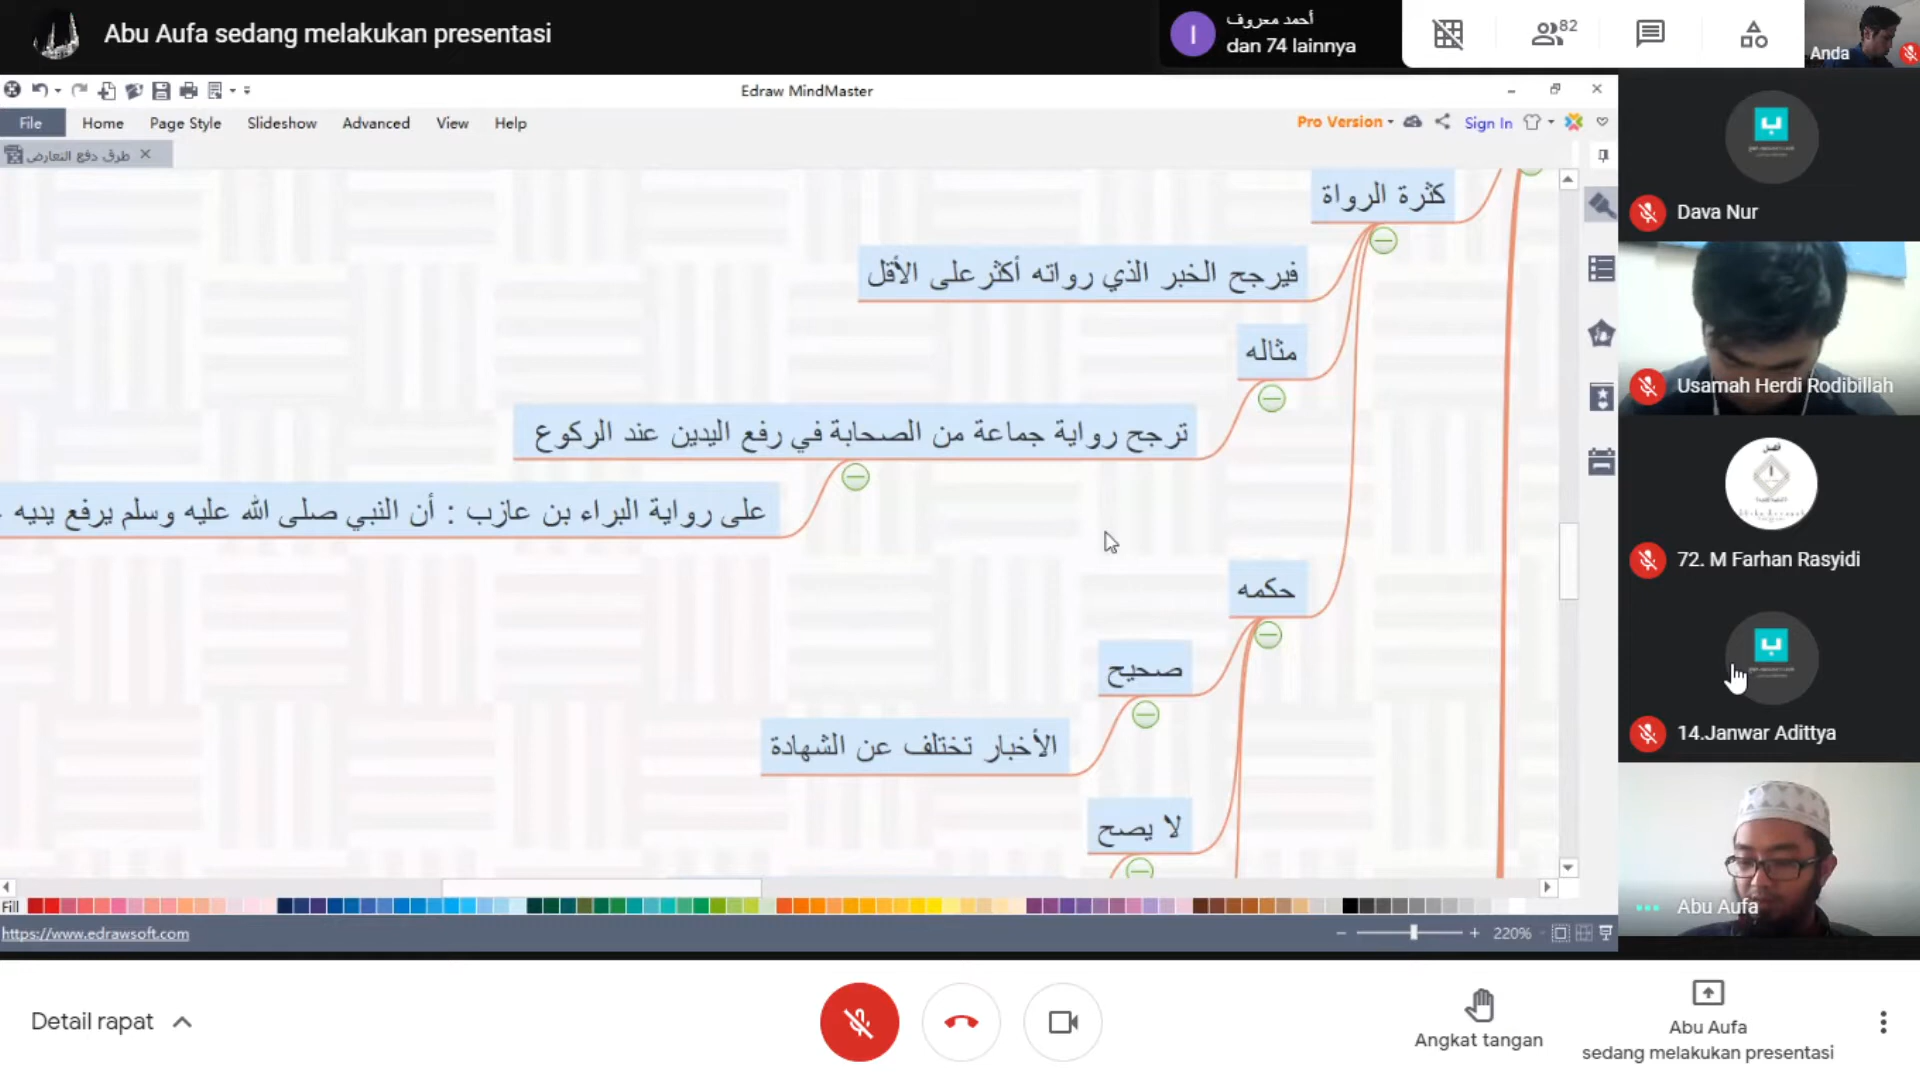 Abu Aufa sedang melakukan presentasi
أحمد معروف
dan 74 lainnya
82
Anda
Edraw MindMaster
File Home Page Style Slideshow Advanced View Help
Pro Version Sign In
طرق دفع التعارض
كثرة الرواة
فيرجح الخبر الذي رواته أكثر على الأقل
مثاله
ترجح رواية جماعة من الصحابة في رفع اليدين عند الركوع
على رواية البراء بن عازب : أن النبي صلى الله عليه وسلم يرفع يديه
حكمه
صحيح
الأخبار تختلف عن الشهادة
لا يصح
Fill
https://www.edrawsoft.com
220%
Dava Nur
Usamah Herdi Rodibillah
72. M Farhan Rasyidi
14.Janwar Adittya
Abu Aufa
Detail rapat
Angkat tangan
Abu Aufa
sedang melakukan presentasi